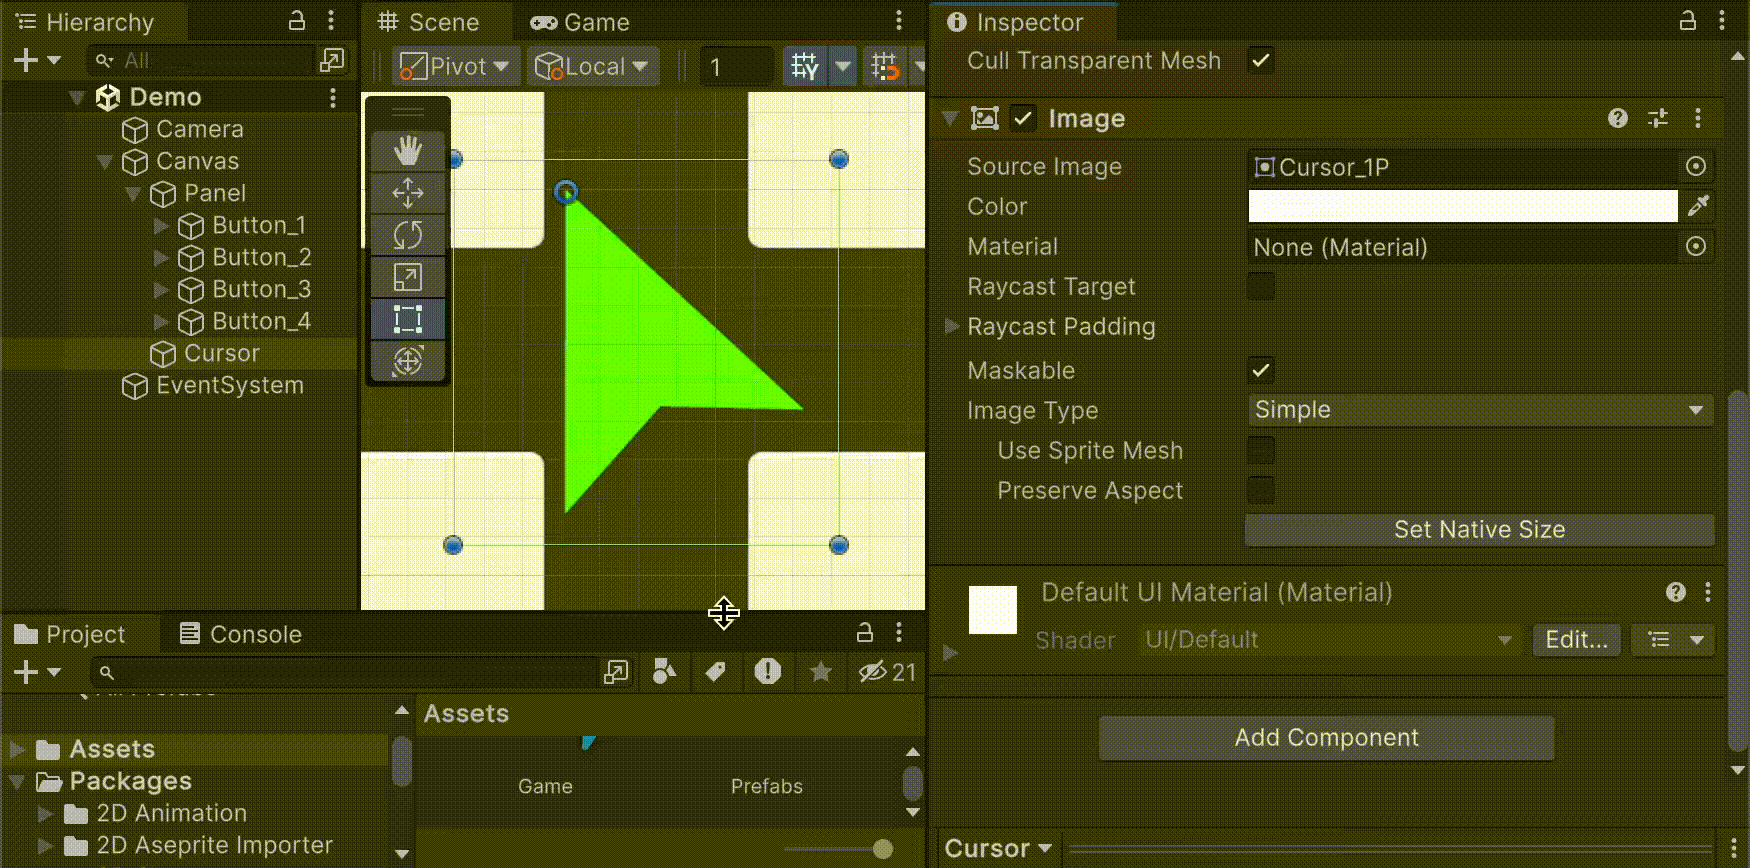 Hierarchy
All
Demo
Camera
Canvas
Panel
Button_1
Button_2
Button_3
Button_4
Cursor
EventSystem
Scene
Game
Pivot
Local
1
Inspector
Cull Transparent Mesh
Image
Source Image
Cursor_1P
Color
Material
None (Material)
Raycast Target
Raycast Padding
Maskable
Image Type
Simple
Use Sprite Mesh
Preserve Aspect
Set Native Size
Default UI Material (Material)
Shader
UI/Default
Edit...
Add Component
Cursor
Project
Console
21
Assets
Packages
2D Animation
2D Aseprite Importer
Assets
Game
Prefabs